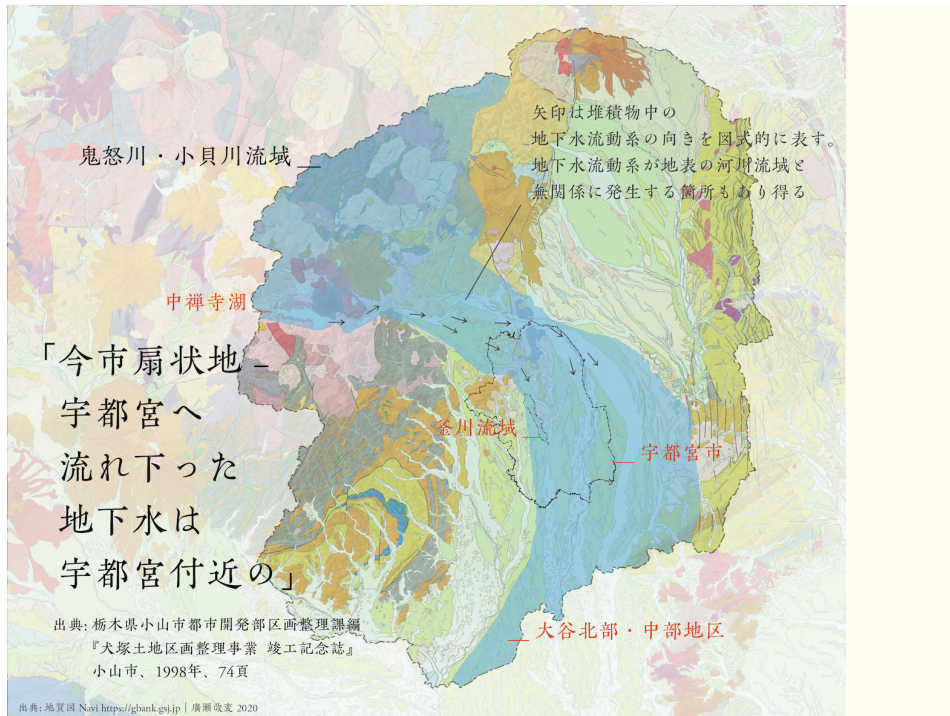 矢印は堆積物中の
地下水流動系の向きを図式的に表す。
地下水流動系が地表の河川流域と
無関係に発生する箇所もあり得る
鬼怒川・小貝川流域
中禅寺湖
「今市扇状地
宇都宮へ
流れ下った
地下水は
宇都宮付近の」
釜川流域
宇都宮市
大谷北部・中部地区
出典: 栃木県小山市都市開発部区画整理課編
『犬塚土地区画整理事業 竣工記念誌』
小山市、1998年、74頁
出典: 地質図 Navi https://gbank.gsj.jp｜廣瀬改変 2020